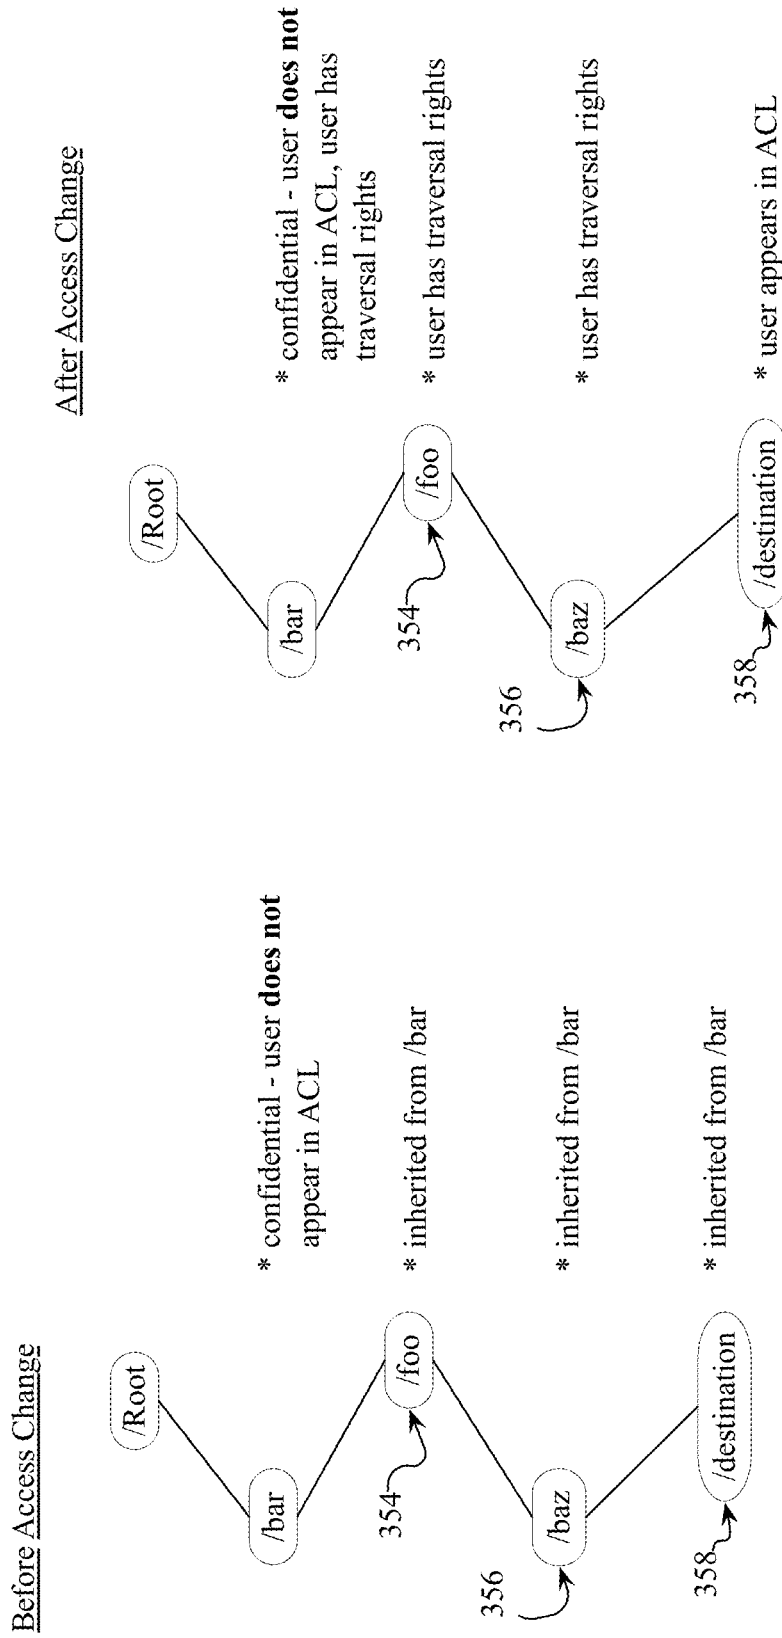 Before Access Change
/Root
/bar
* confidential - user does not
appear in ACL
/foo
* inherited from /bar
354
/baz
* inherited from /bar
356
/destination
* inherited from /bar
358
After Access Change
/Root
/bar
* confidential - user does not
appear in ACL, user has
traversal rights
/foo
* user has traversal rights
354
/baz
* user has traversal rights
356
/destination
* user appears in ACL
358